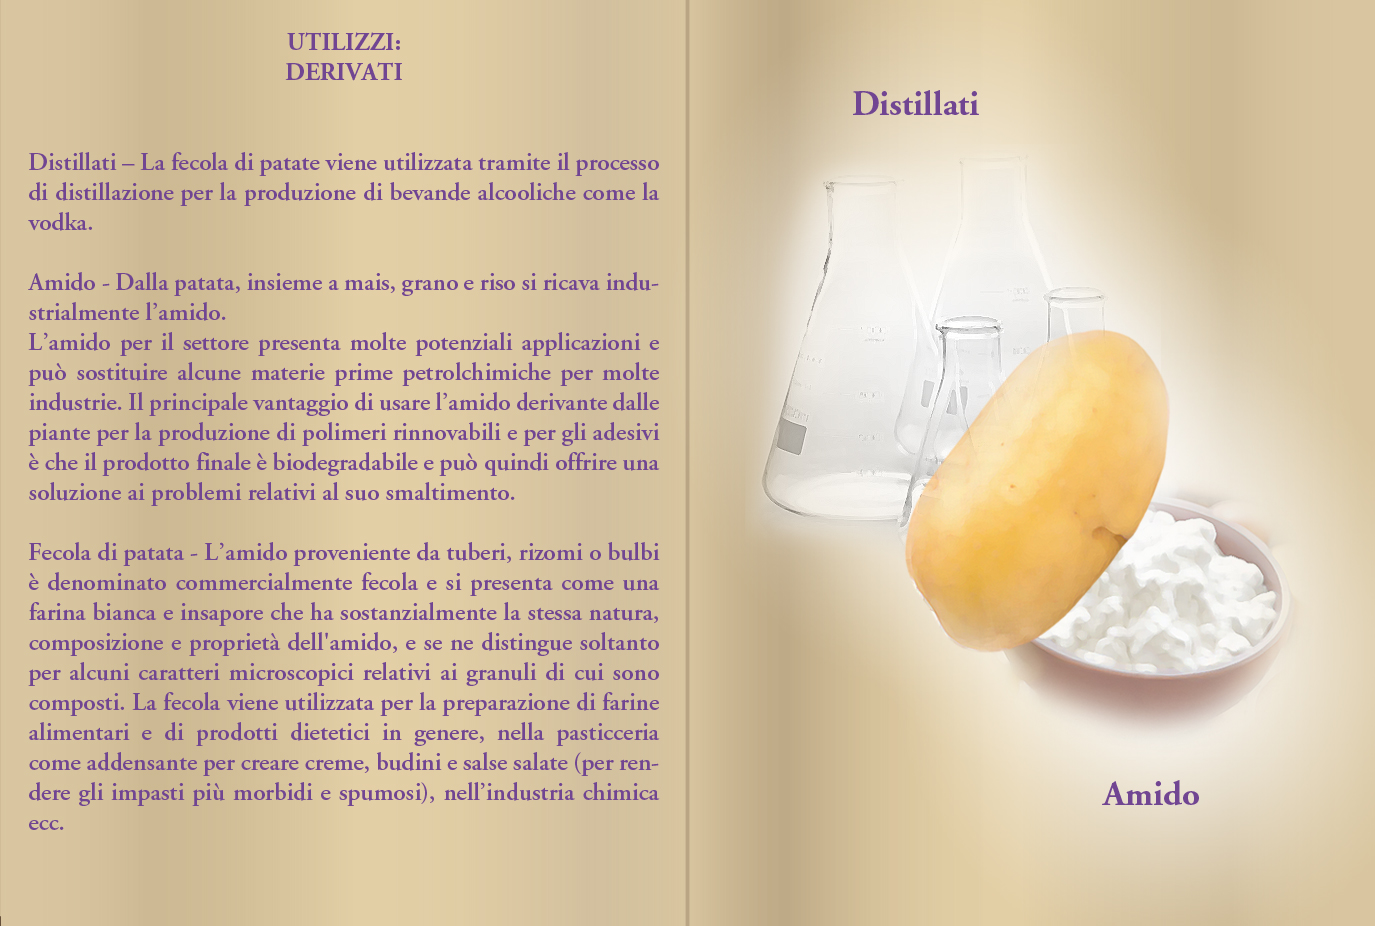 UTILIZZI:
DERIVATI
Distillati – La fecola di patate viene utilizzata tramite il processo
di distillazione per la produzione di bevande alcooliche come la
vodka.
Amido - Dalla patata, insieme a mais, grano e riso si ricava indu-
strialmente l’amido.
L’amido per il settore presenta molte potenziali applicazioni e
può sostituire alcune materie prime petrolchimiche per molte
industrie. Il principale vantaggio di usare l’amido derivante dalle
piante per la produzione di polimeri rinnovabili e per gli adesivi
è che il prodotto finale è biodegradabile e può quindi offrire una
soluzione ai problemi relativi al suo smaltimento.
Fecola di patata - L’amido proveniente da tuberi, rizomi o bulbi
è denominato commercialmente fecola e si presenta come una
farina bianca e insapore che ha sostanzialmente la stessa natura,
composizione e proprietà dell'amido, e se ne distingue soltanto
per alcuni caratteri microscopici relativi ai granuli di cui sono
composti. La fecola viene utilizzata per la preparazione di farine
alimentari e di prodotti dietetici in genere, nella pasticceria
come addensante per creare creme, budini e salse salate (per ren-
dere gli impasti più morbidi e spumosi), nell’industria chimica
ecc.
Distillati
Amido